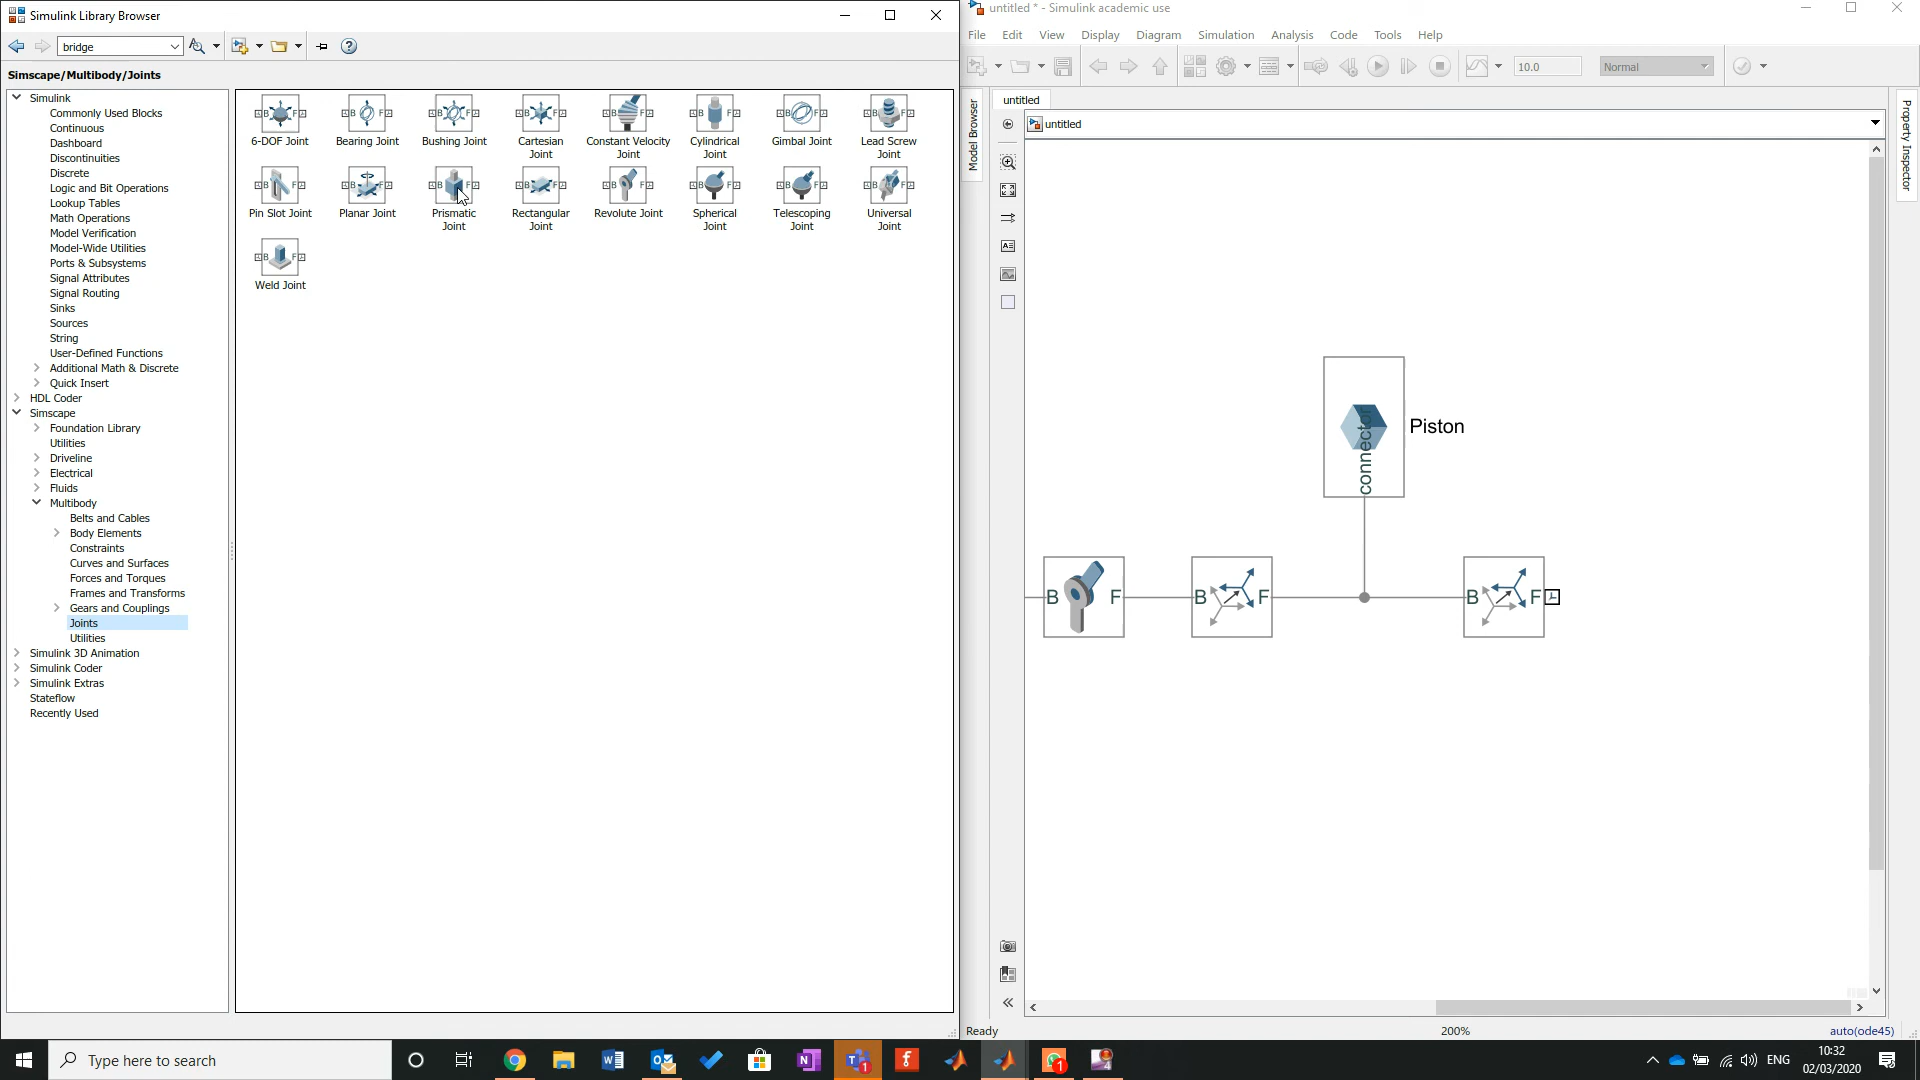 Simulink Library Browser
bridge
Simscape/Multibody/Joints
Simulink
Commonly Used Blocks
Continuous
Dashboard
Discontinuities
Discrete
Logic and Bit Operations
Lookup Tables
Math Operations
Model Verification
Model-Wide Utilities
Ports & Subsystems
Signal Attributes
Signal Routing
Sinks
Sources
String
User-Defined Functions
Additional Math & Discrete
Quick Insert
HDL Coder
Simscape
Foundation Library
Utilities
Driveline
Electrical
Fluids
Multibody
Belts and Cables
Body Elements
Constraints
Curves and Surfaces
Forces and Torques
Frames and Transforms
Gears and Couplings
Joints
Utilities
Simulink 3D Animation
Simulink Coder
Simulink Extras
Stateflow
Recently Used
B F B F B F B F B F B F B F B F
6-DOF Joint
Bearing Joint
Bushing Joint
Cartesian
Joint
Constant Velocity
Joint
Cylindrical
Joint
Gimbal Joint
Lead Screw
Joint
B F B F B F B F B F B F B F B F
Pin Slot Joint
Planar Joint
Prismatic
Joint
Rectangular
Joint
Revolute Joint
Spherical
Joint
Telescoping
Joint
Universal
Joint
B F
Weld Joint
untitled * - Simulink academic use
File Edit View Display Diagram Simulation Analysis Code Tools Help
10.0
Normal
Model Browser
untitled
untitled
Property Inspector
connector
Piston
B F B F B F
Ready
200%
auto(ode45)
Type here to search
ENG
10:32
02/03/2020